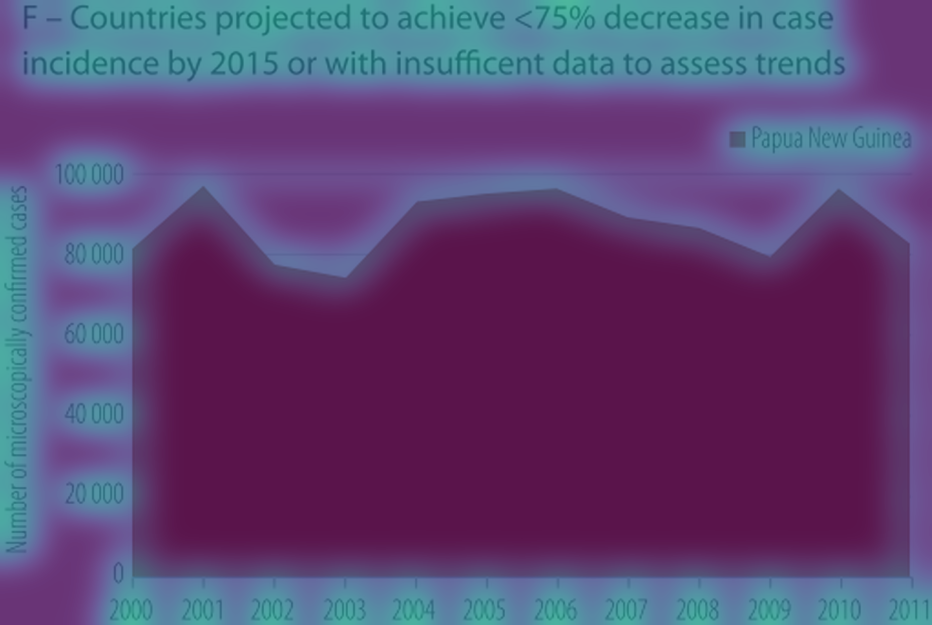 F – Countries projected to achieve <75% decrease in case
incidence by 2015 or with insufficent data to assess trends
Papua New Guinea
Number of microscopically confirmed cases
100 000
80 000
60 000
40 000
20 000
0
2000 2001 2002 2003 2004 2005 2006 2007 2008 2009 2010 2011